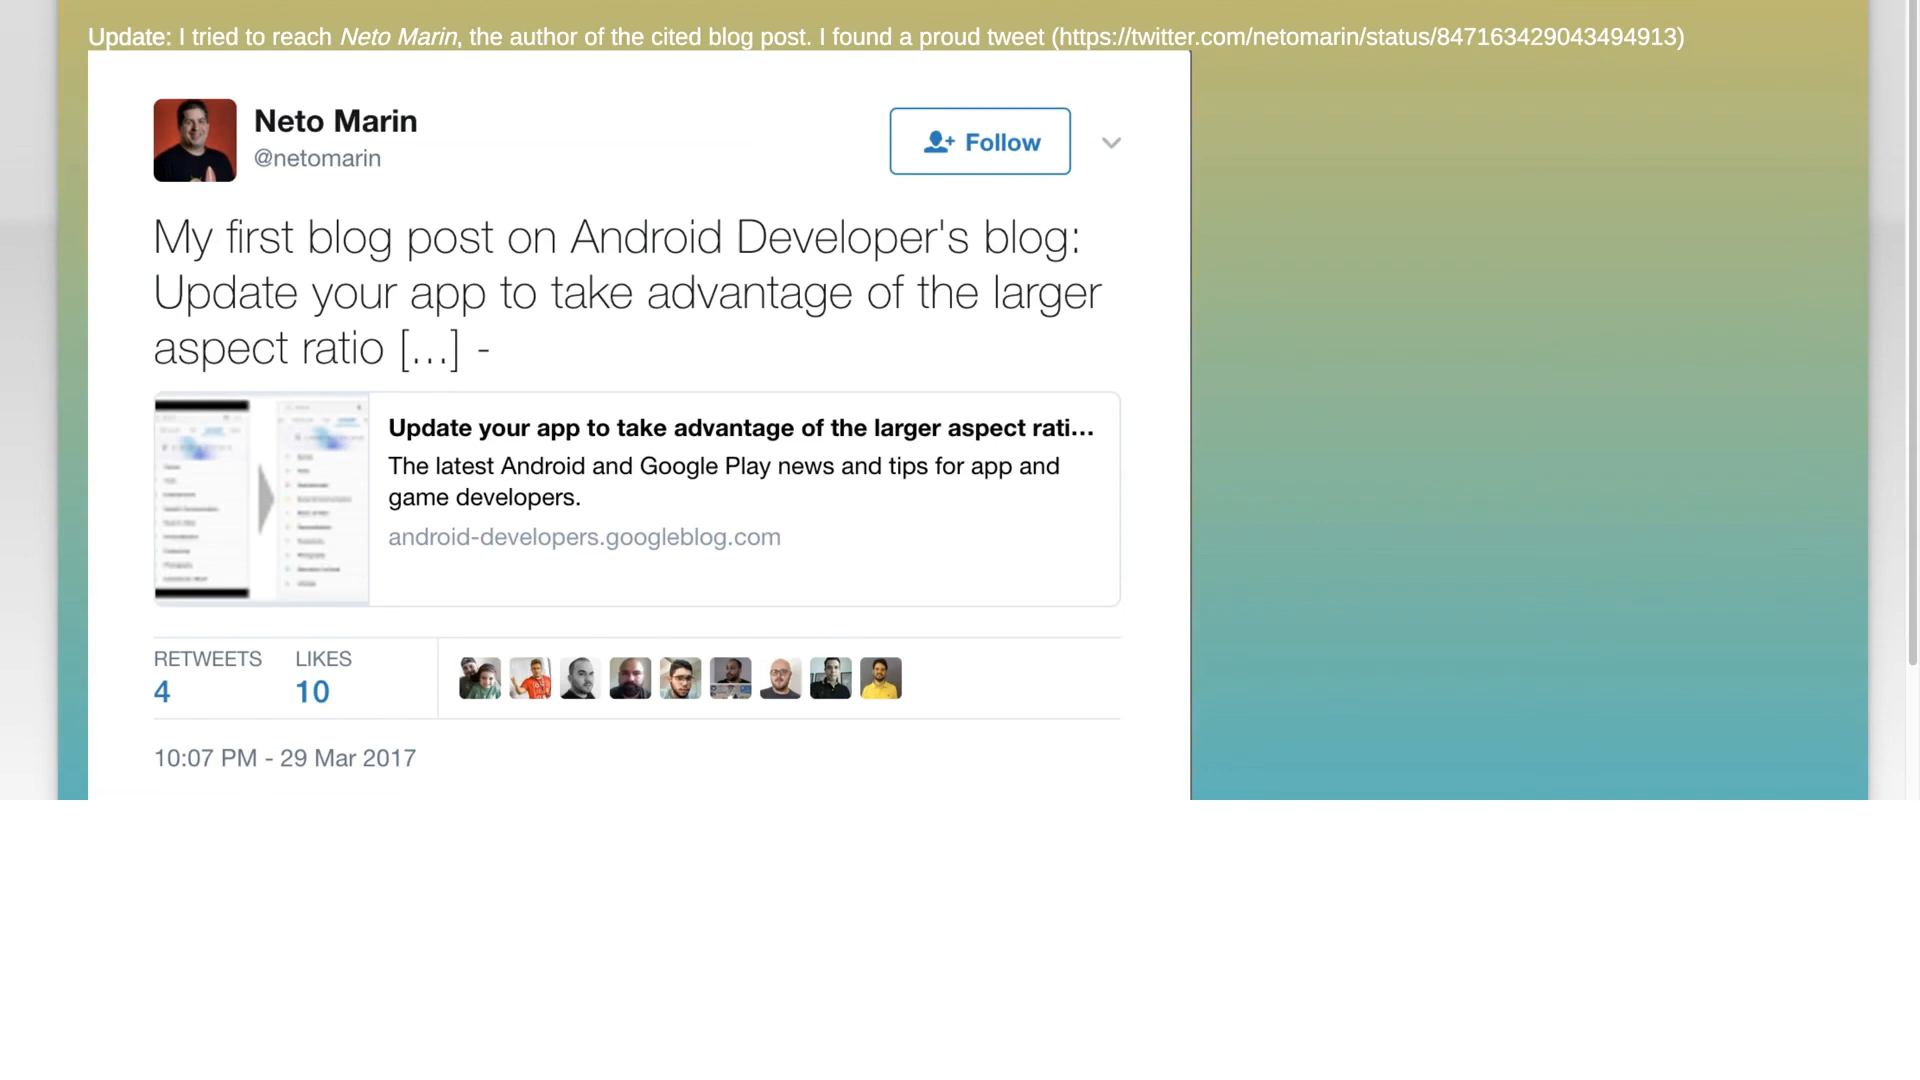 Update: I tried to reach Neto Marin, the author of the cited blog post. I found a proud tweet (https://twitter.com/netomarin/status/847163429043494913)
Neto Marin
@netomarin
Follow
My first blog post on Android Developer's blog:
Update your app to take advantage of the larger
aspect ratio [...] -
Update your app to take advantage of the larger aspect rati...
The latest Android and Google Play news and tips for app and
game developers.
android-developers.googleblog.com
RETWEETS LIKES
4 10
10:07 PM - 29 Mar 2017